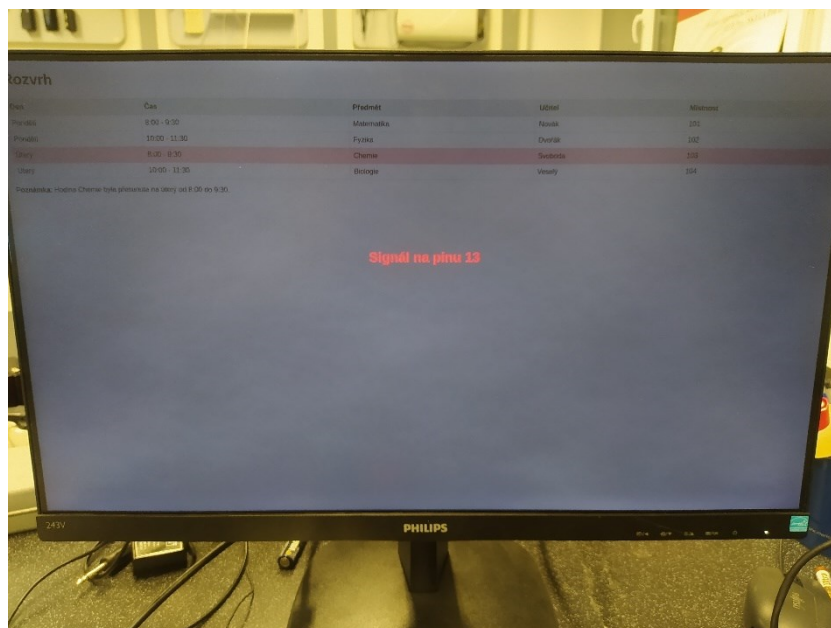 Rozvrh
Den Čas Předmět Učitel Místnost
Pondělí 8:00 - 9:30 Matematika Novák 101
Pondělí 10:00 - 11:30 Fyzika Dvořák 102
Úterý 8:00 - 9:30 Chemie Svoboda 103
Úterý 10:00 - 11:30 Biologie Veselý 104
Poznámka: Hodina Chemie byla přesunuta na úterý od 8:00 do 9:30.
Signál na pinu 13
243V
PHILIPS